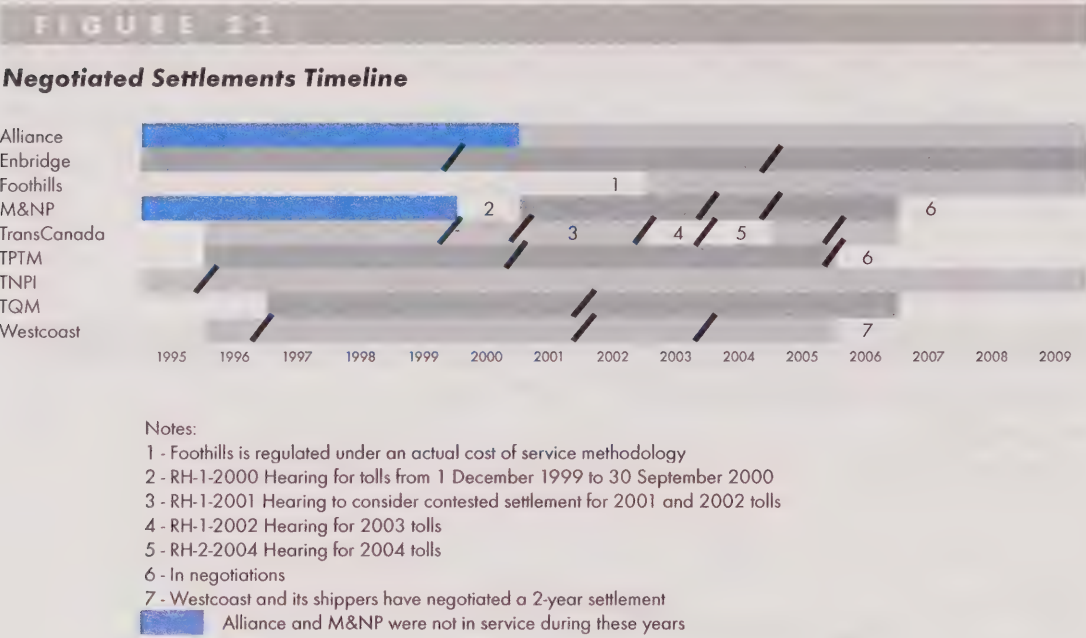 FIGURE 22
Negotiated Settlements Timeline
Alliance
Enbridge
Foothills 1
M&NP 2 6
TransCanada 3 4 5
TPTM 6
TNPI
TQM
Westcoast 7
1995 1996 1997 1998 1999 2000 2001 2002 2003 2004 2005 2006 2007 2008 2009
Notes:
1 - Foothills is regulated under an actual cost of service methodology
2 - RH-1-2000 Hearing for tolls from 1 December 1999 to 30 September 2000
3 - RH-1-2001 Hearing to consider contested settlement for 2001 and 2002 tolls
4 - RH-1-2002 Hearing for 2003 tolls
5 - RH-2-2004 Hearing for 2004 tolls
6 - In negotiations
7 - Westcoast and its shippers have negotiated a 2-year settlement
Alliance and M&NP were not in service during these years